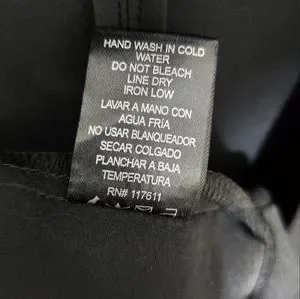 HAND WASH IN COLD
WATER
DO NOT BLEACH
LINE DRY
IRON LOW
LAVAR A MANO CON
AGUA FRÍA
NO USAR BLANQUEADOR
SECAR COLGADO
PLANCHAR A BAJA
TEMPERATURA
RN# 117611